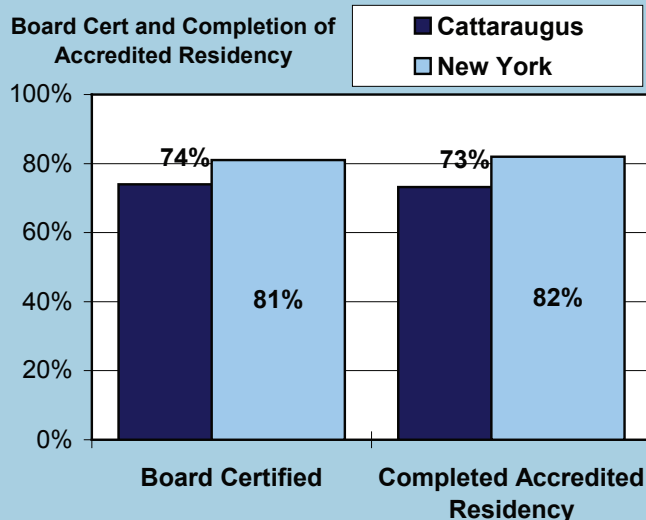 Board Cert and Completion of
Accredited Residency
Cattaraugus
New York
100%
80%
60%
40%
20%
0%
74%
81%
73%
82%
Board Certified
Completed Accredited
Residency